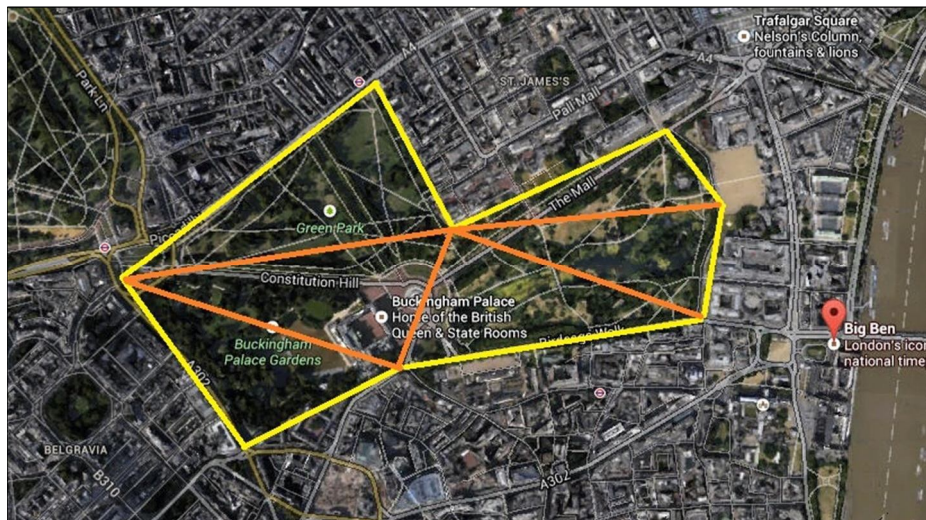 Trafalgar Square
Nelson's Column,
fountains & lions
A4
A4
ST. JAMES'S
Park Ln
Pall Mall
The Mall
Green Park
Constitution Hill
Buckingham Palace
Home of the British
Queen & State Rooms
Buckingham
Palace Gardens
Big Ben
London's icon
national time
A302
BELGRAVIA
B310
A302